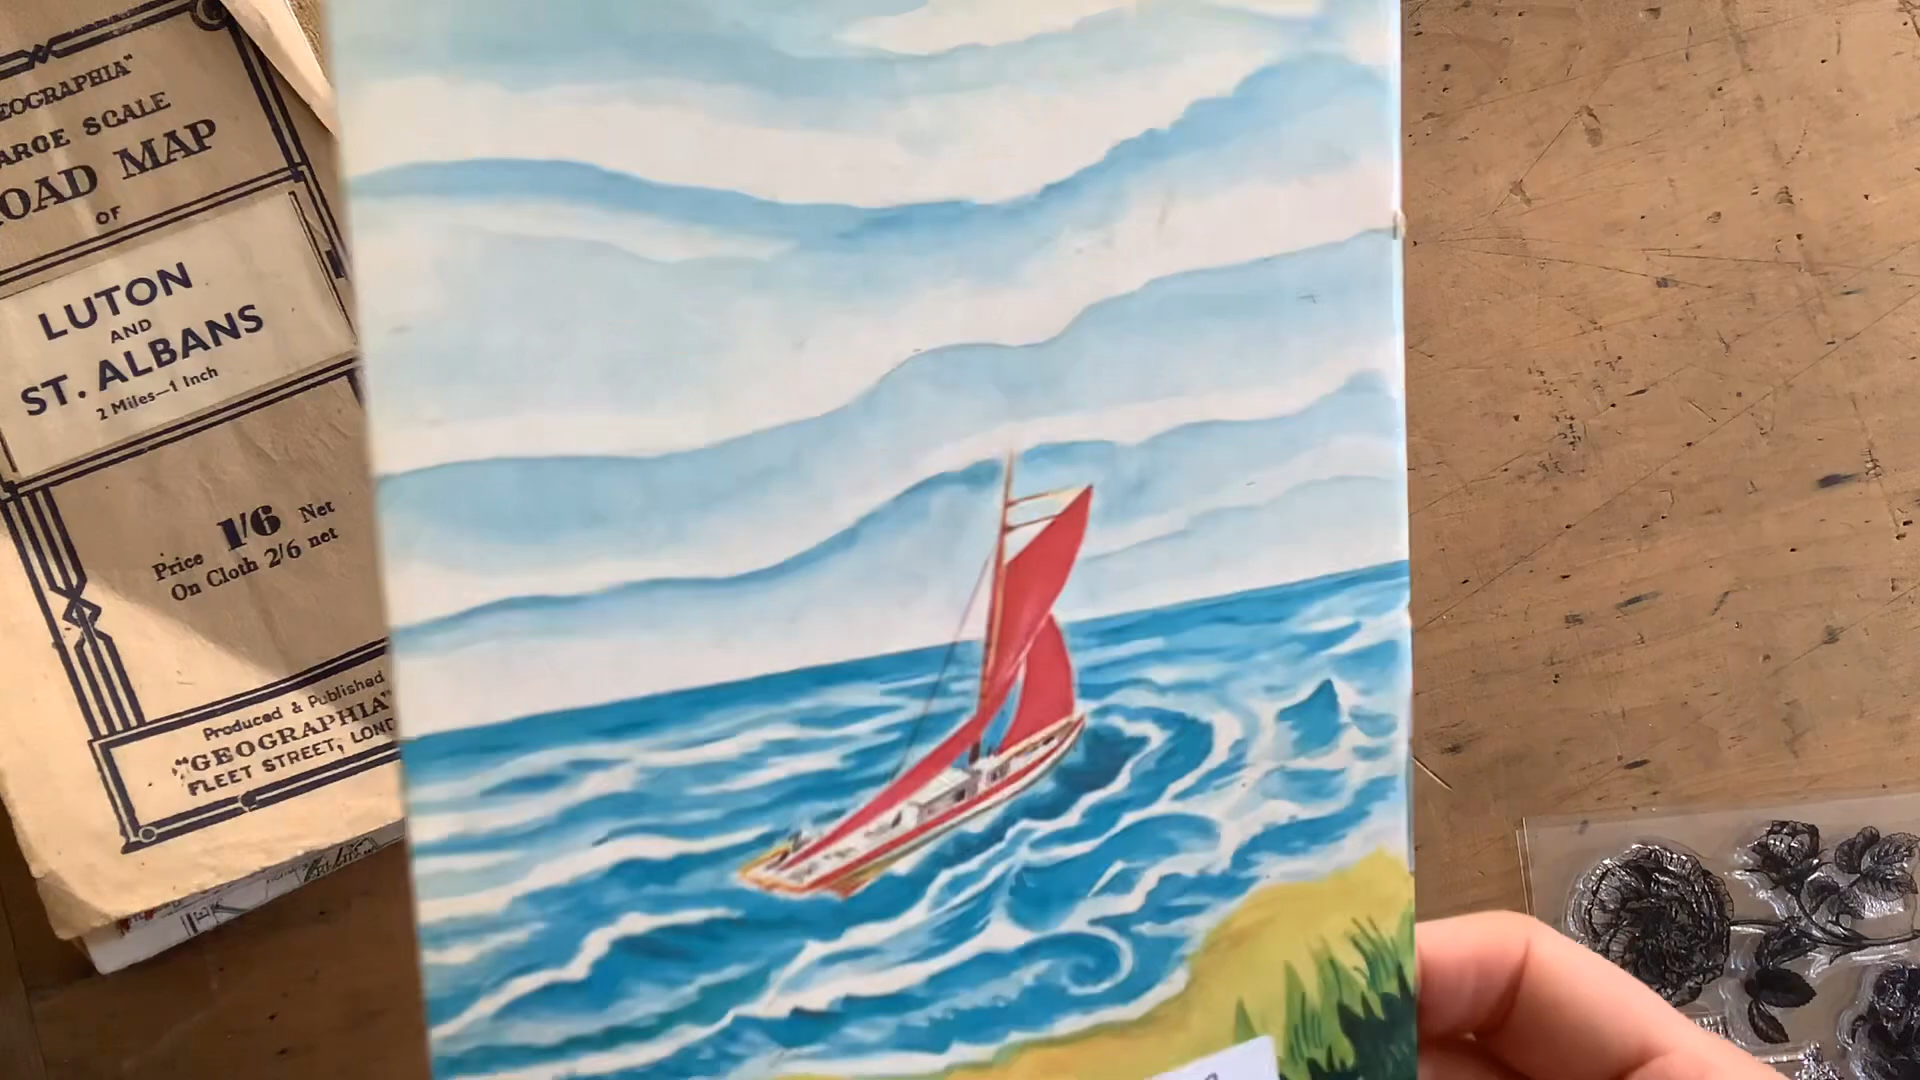 EOGRAPHIA"
ARGE SCALE
OAD MAP
OF
LUTON
AND
ST. ALBANS
2 Miles—1 Inch
Price 1/6 Net
On Cloth 2/6 net
Produced & Published
"GEOGRAPHIA"
FLEET STREET, LOND